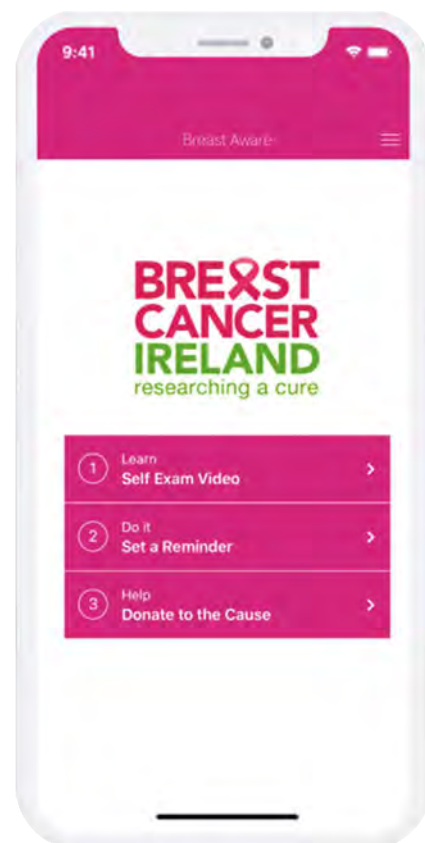 9:41
Breast Aware
BREAST
CANCER
IRELAND
researching a cure
1
Learn
Self Exam Video
2
Do it
Set a Reminder
3
Help
Donate to the Cause